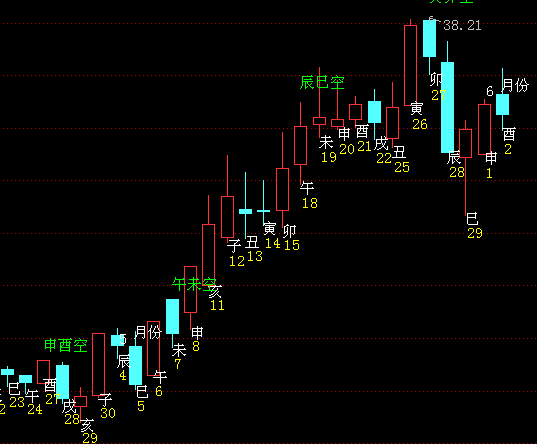 38.21
辰巳空
6 月份
卯
27
寅
26
未
19
申
20
酉
21
戌
22
丑
25
辰
28
申
1
酉
2
巳
29
午
18
卯
15
寅
14
丑
13
子
12
午未空
亥
11
申
8
5 月份
未
7
申酉空
辰
4
巳
5
午
6
巳
23
午
24
酉
27
戌
28
亥
29
子
30